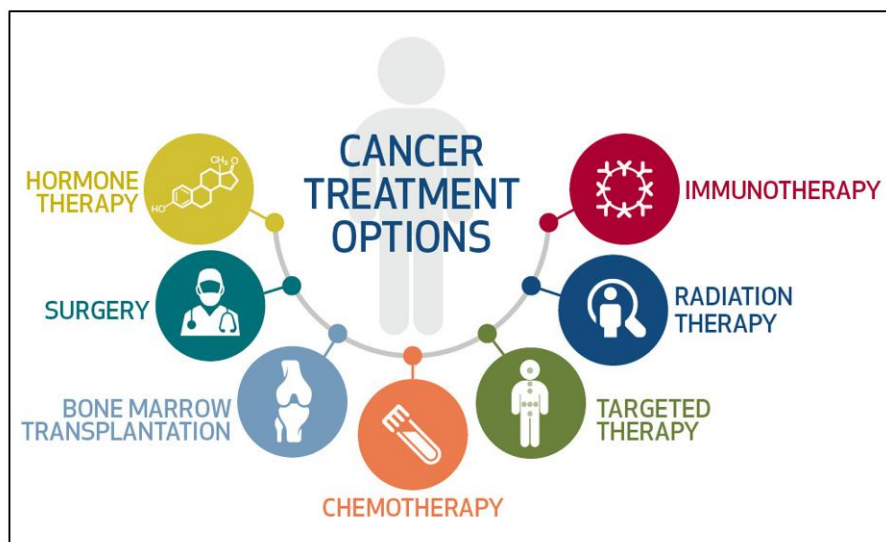 CANCER
TREATMENT
OPTIONS
HORMONE
THERAPY
CH₃
O
HO
SURGERY
BONE MARROW
TRANSPLANTATION
CHEMOTHERAPY
TARGETED
THERAPY
RADIATION
THERAPY
IMMUNOTHERAPY